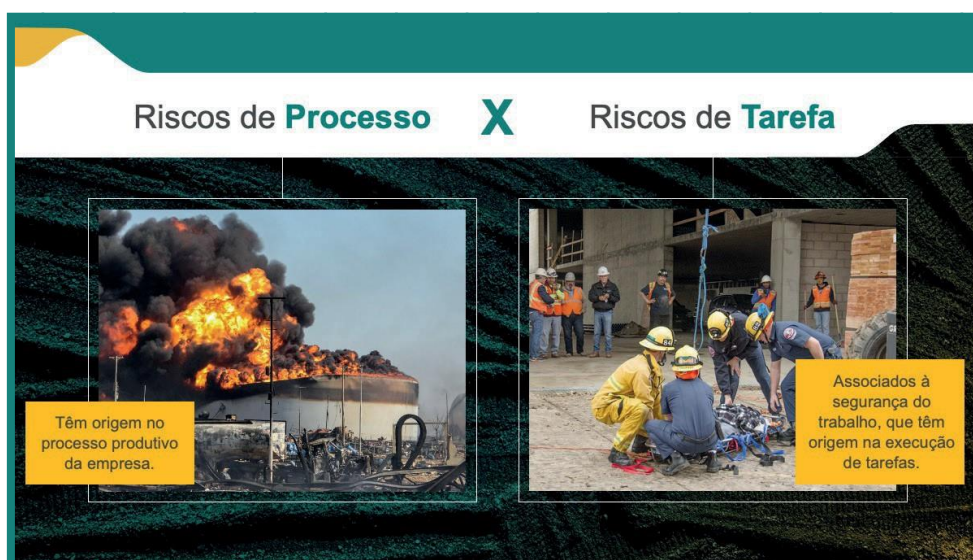 Riscos de Processo X Riscos de Tarefa
Têm origem no
processo produtivo
da empresa.
Associados à
segurança do
trabalho, que têm
origem na execução
de tarefas.